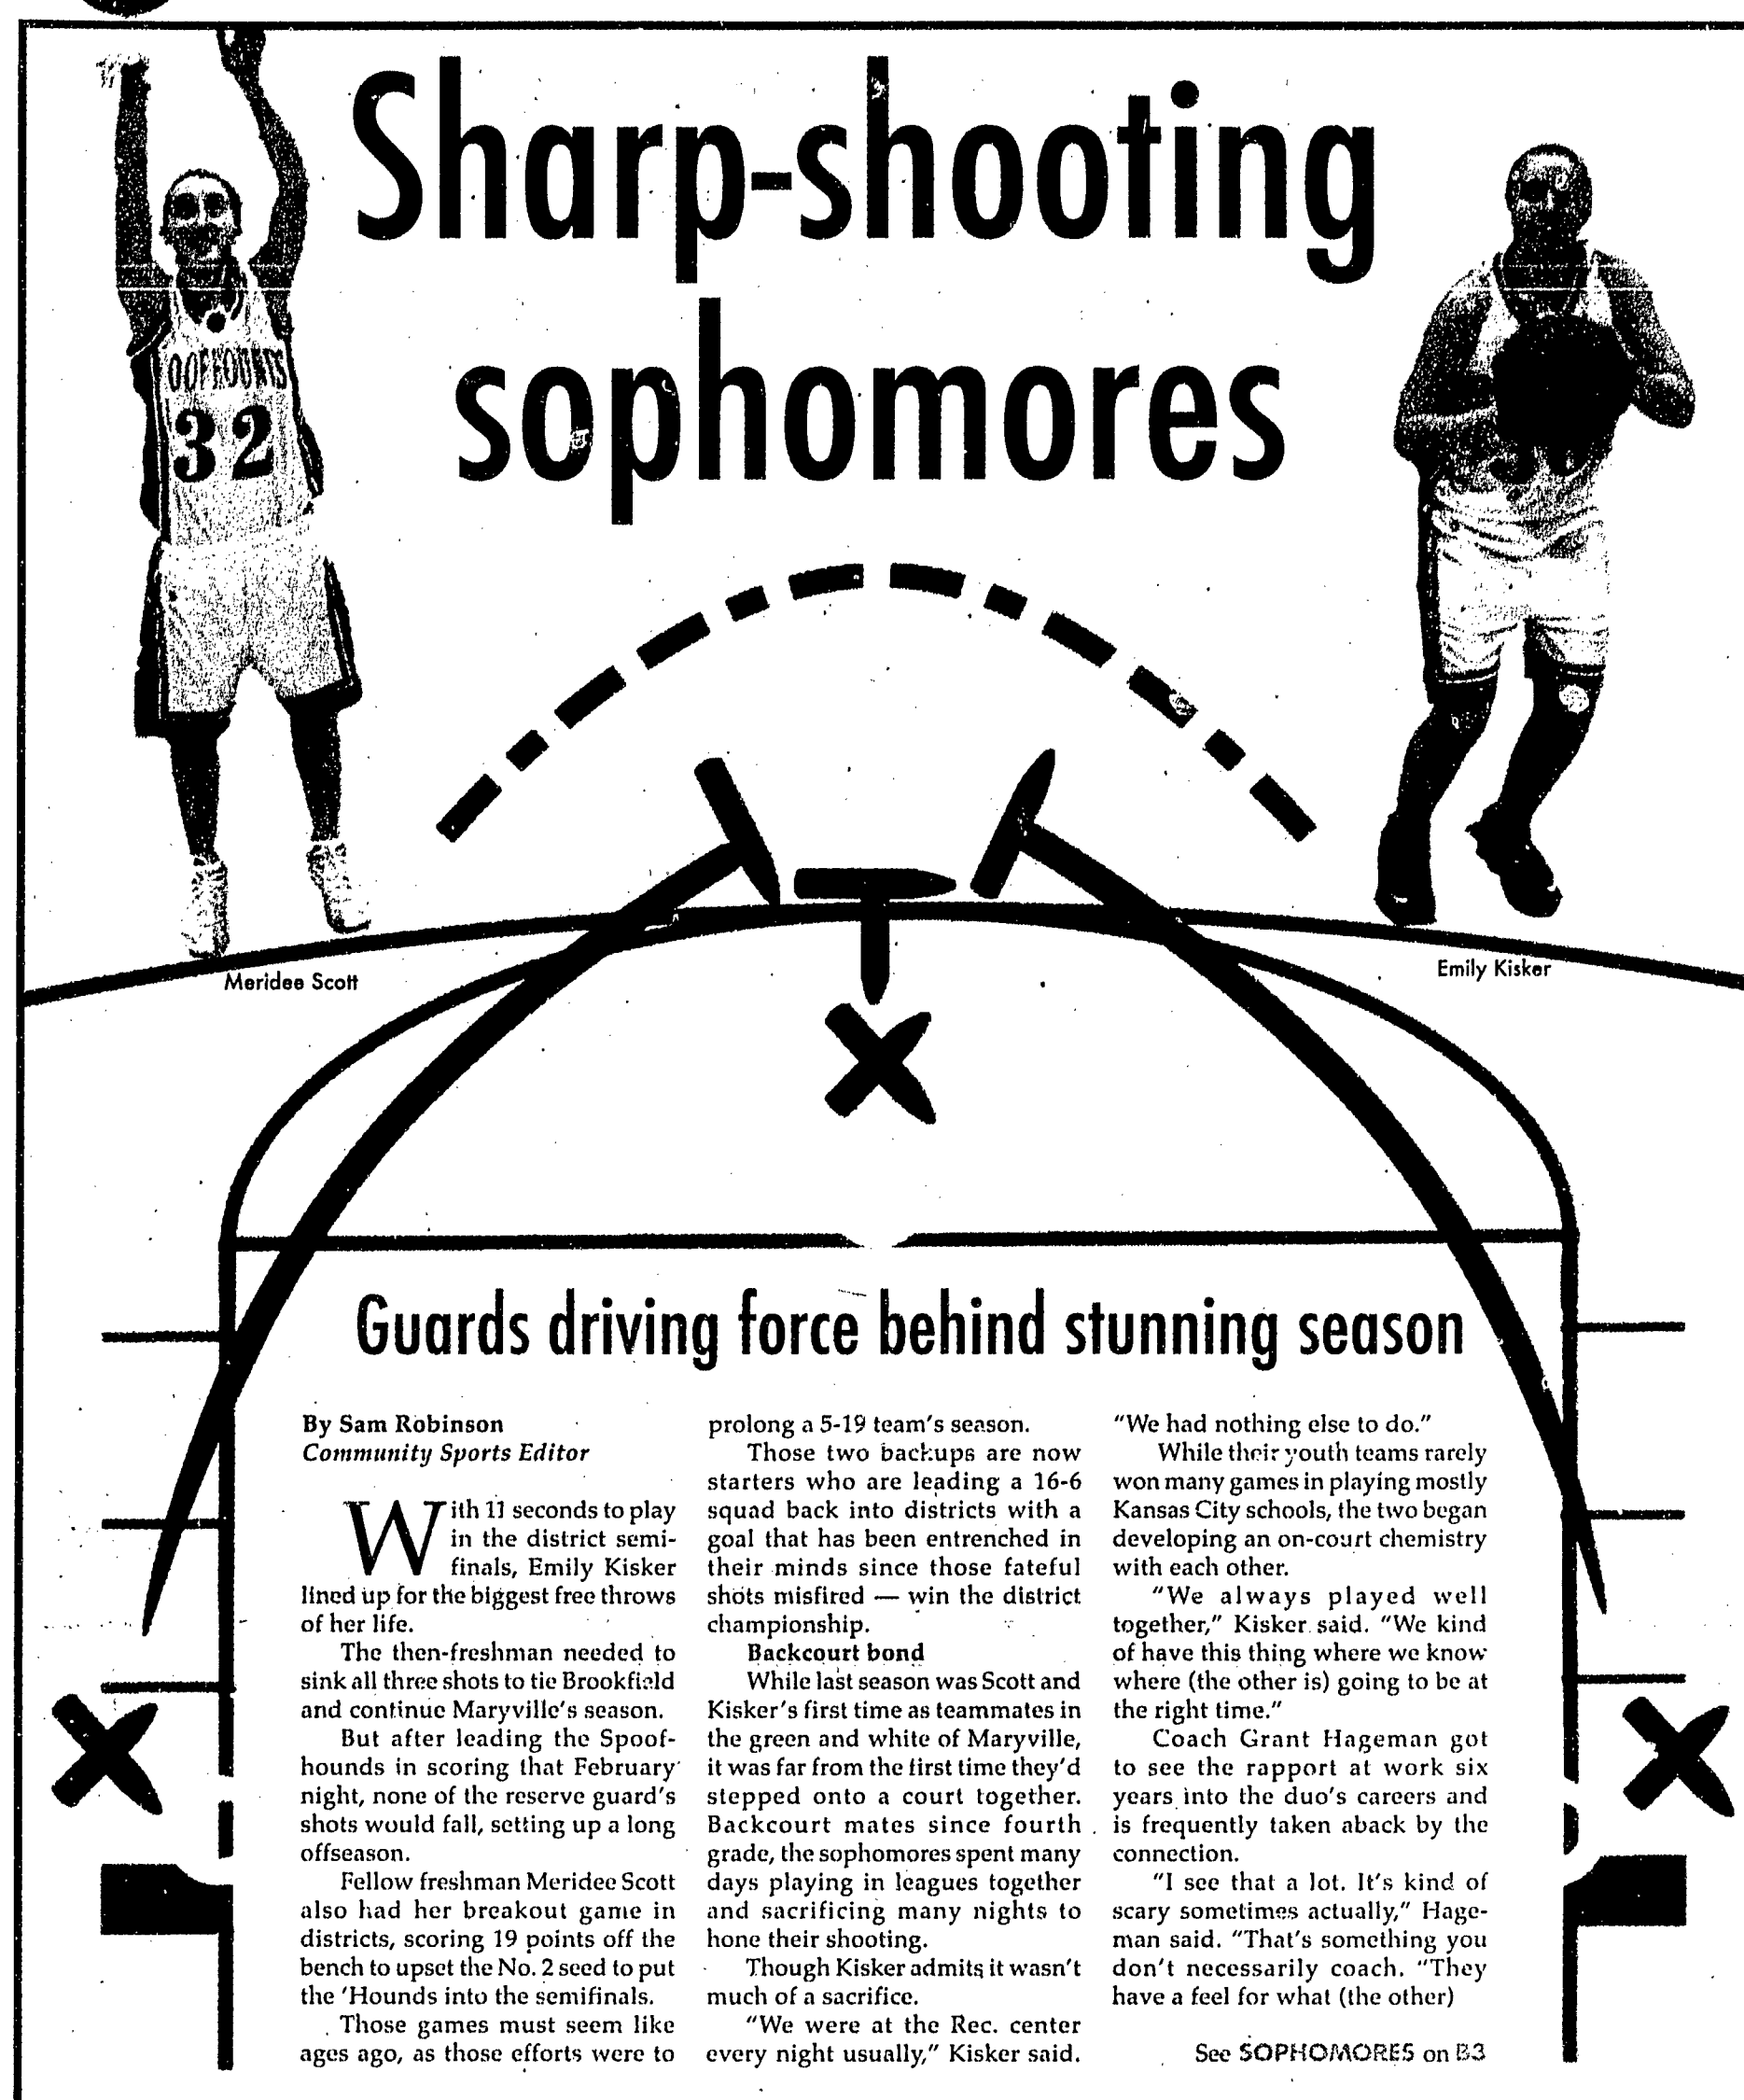 Sharp-shooting
sophomores
OOFHOUNTS
32
Meridee Scott
Emily Kisker
Guards driving force behind stunning season
By Sam Robinson
Community Sports Editor
With 11 seconds to play
in the district semi-
finals, Emily Kisker
lined up for the biggest free throws
of her life.
The then-freshman needed to
sink all three shots to tie Brookfield
and continue Maryville's season.
But after leading the Spoof-
hounds in scoring that February
night, none of the reserve guard's
shots would fall, setting up a long
offseason.
Fellow freshman Meridee Scott
also had her breakout game in
districts, scoring 19 points off the
bench to upset the No. 2 seed to put
the 'Hounds into the semifinals.
Those games must seem like
ages ago, as those efforts were to
prolong a 5-19 team's season.
Those two backups are now
starters who are leading a 16-6
squad back into districts with a
goal that has been entrenched in
their minds since those fateful
shots misfired — win the district
championship.
Backcourt bond
While last season was Scott and
Kisker's first time as teammates in
the green and white of Maryville,
it was far from the first time they'd
stepped onto a court together.
Backcourt mates since fourth
grade, the sophomores spent many
days playing in leagues together
and sacrificing many nights to
hone their shooting.
Though Kisker admits it wasn't
much of a sacrifice.
"We were at the Rec. center
every night usually," Kisker said.
"We had nothing else to do."
While their youth teams rarely
won many games in playing mostly
Kansas City schools, the two began
developing an on-court chemistry
with each other.
"We always played well
together," Kisker said. "We kind
of have this thing where we know
where (the other is) going to be at
the right time."
Coach Grant Hageman got
to see the rapport at work six
years into the duo's careers and
is frequently taken aback by the
connection.
"I see that a lot. It's kind of
scary sometimes actually," Hage-
man said. "That's something you
don't necessarily coach. "They
have a feel for what (the other)
See SOPHOMORES on B3